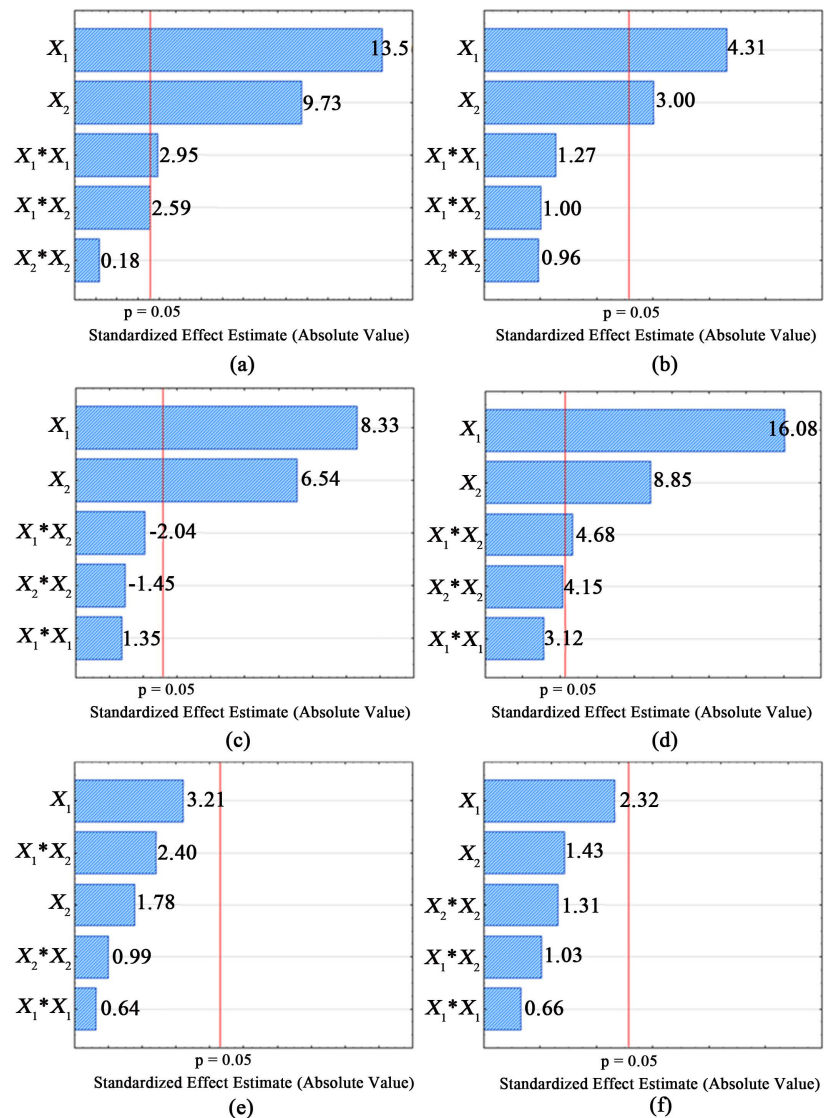 X₁ 13.5
X₂ 9.73
X₁*X₁ 2.95
X₁*X₂ 2.59
X₂*X₂ 0.18
p = 0.05
Standardized Effect Estimate (Absolute Value)
(a)
X₁ 4.31
X₂ 3.00
X₁*X₁ 1.27
X₁*X₂ 1.00
X₂*X₂ 0.96
p = 0.05
Standardized Effect Estimate (Absolute Value)
(b)
X₁ 8.33
X₂ 6.54
X₁*X₂ -2.04
X₂*X₂ -1.45
X₁*X₁ 1.35
p = 0.05
Standardized Effect Estimate (Absolute Value)
(c)
X₁ 16.08
X₂ 8.85
X₁*X₂ 4.68
X₂*X₂ 4.15
X₁*X₁ 3.12
p = 0.05
Standardized Effect Estimate (Absolute Value)
(d)
X₁ 3.21
X₁*X₂ 2.40
X₂ 1.78
X₂*X₂ 0.99
X₁*X₁ 0.64
p = 0.05
Standardized Effect Estimate (Absolute Value)
(e)
X₁ 2.32
X₂ 1.43
X₂*X₂ 1.31
X₁*X₂ 1.03
X₁*X₁ 0.66
p = 0.05
Standardized Effect Estimate (Absolute Value)
(f)